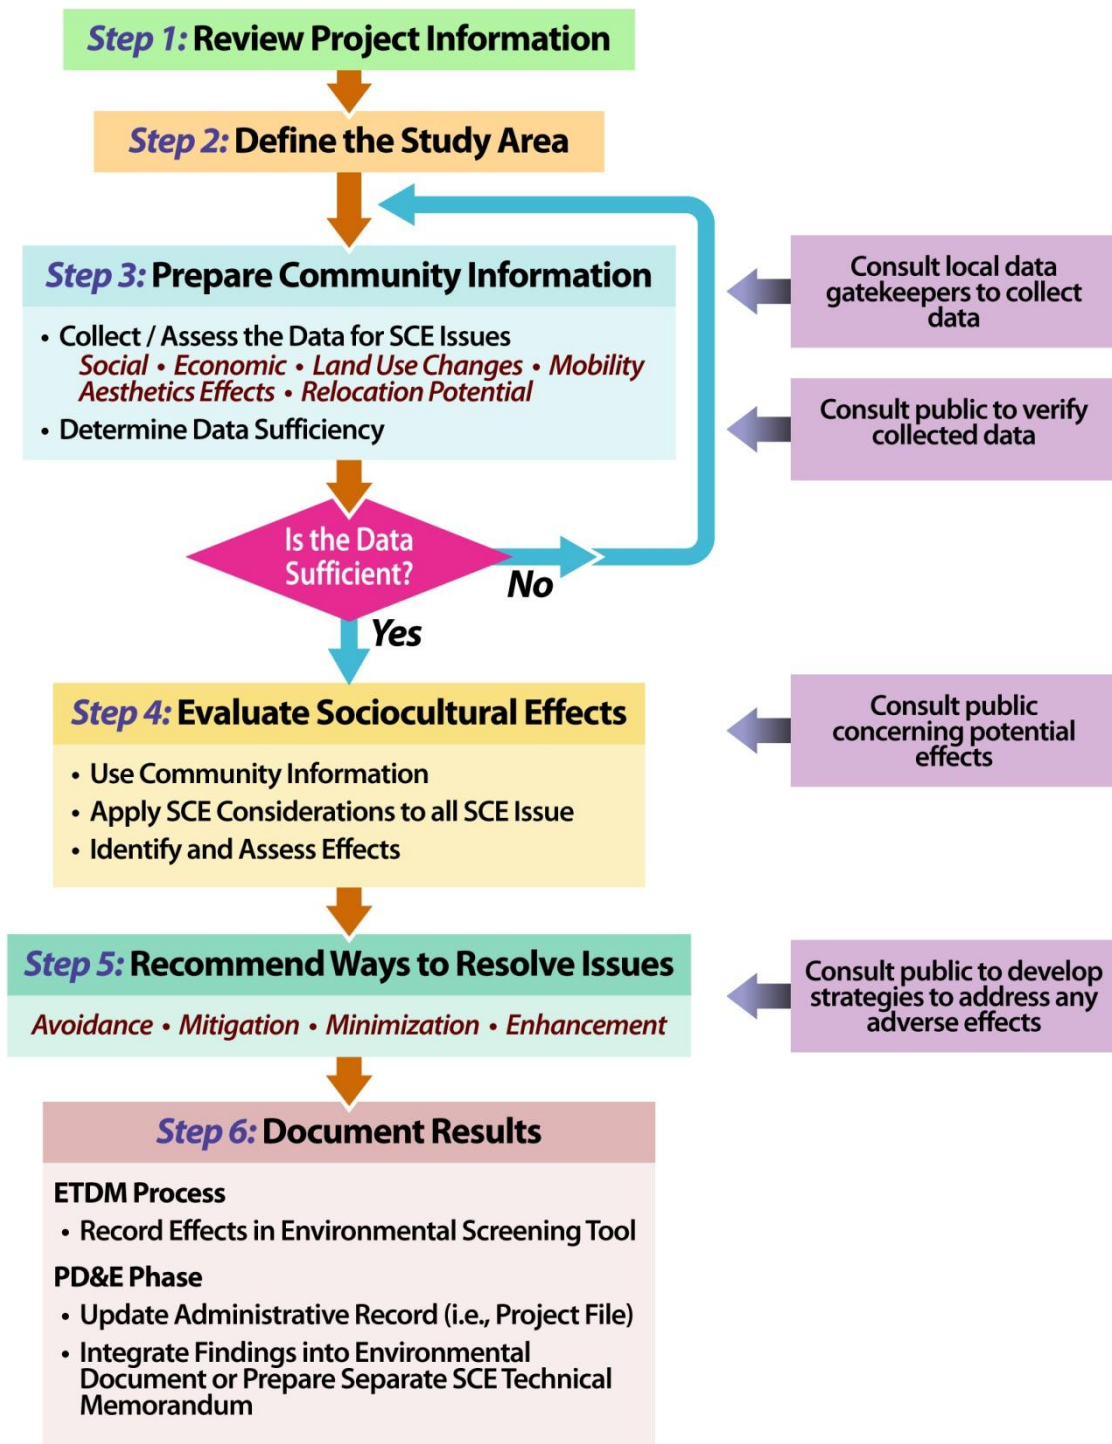 Step 1: Review Project Information
Step 2: Define the Study Area
Step 3: Prepare Community Information
• Collect / Assess the Data for SCE Issues
Social • Economic • Land Use Changes • Mobility
Aesthetics Effects • Relocation Potential
• Determine Data Sufficiency
Consult local data
gatekeepers to collect
data
Consult public to verify
collected data
Is the Data
Sufficient?
No
Yes
Step 4: Evaluate Sociocultural Effects
• Use Community Information
• Apply SCE Considerations to all SCE Issue
• Identify and Assess Effects
Consult public
concerning potential
effects
Step 5: Recommend Ways to Resolve Issues
Avoidance • Mitigation • Minimization • Enhancement
Consult public to develop
strategies to address any
adverse effects
Step 6: Document Results
ETDM Process
• Record Effects in Environmental Screening Tool
PD&E Phase
• Update Administrative Record (i.e., Project File)
• Integrate Findings into Environmental
Document or Prepare Separate SCE Technical
Memorandum